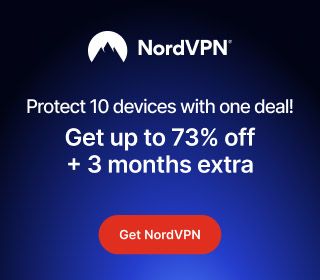 NordVPN®
Protect 10 devices with one deal!
Get up to 73% off
+ 3 months extra
Get NordVPN